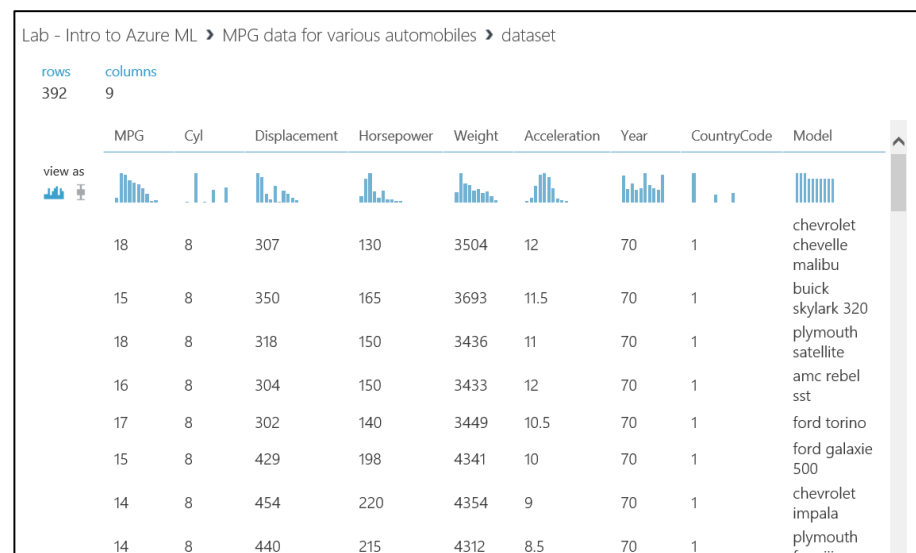 Lab - Intro to Azure ML > MPG data for various automobiles > dataset
rows columns
392 9
MPG Cyl Displacement Horsepower Weight Acceleration Year CountryCode Model
view as
18 8 307 130 3504 12 70 1 chevrolet chevelle malibu
15 8 350 165 3693 11.5 70 1 buick skylark 320
18 8 318 150 3436 11 70 1 plymouth satellite
16 8 304 150 3433 12 70 1 amc rebel sst
17 8 302 140 3449 10.5 70 1 ford torino
15 8 429 198 4341 10 70 1 ford galaxie 500
14 8 454 220 4354 9 70 1 chevrolet impala
14 8 440 215 4312 8.5 70 1 plymouth